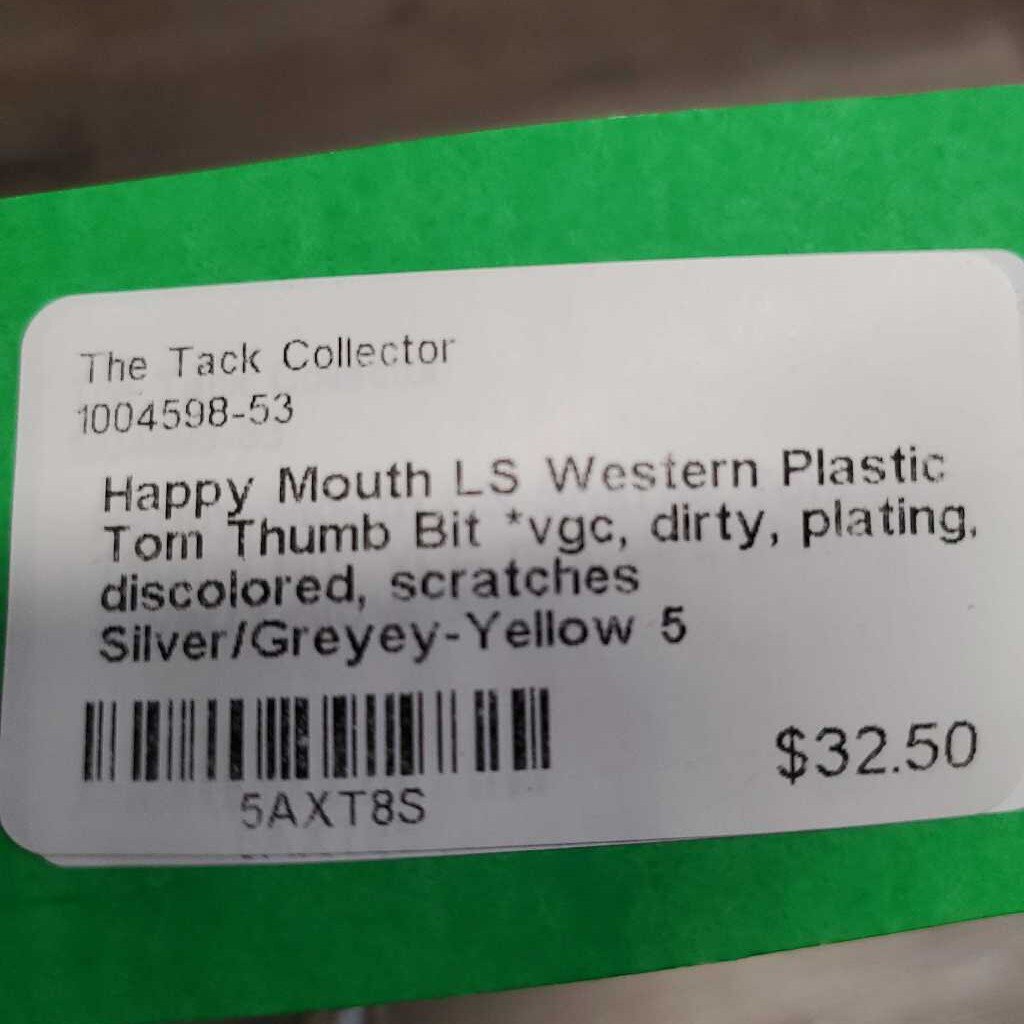 The Tack Collector
1004598-53
Happy Mouth LS Western Plastic
Tom Thumb Bit *vgc, dirty, plating,
discolored, scratches
Silver/Greyey-Yellow 5
5AXT8S
$32.50